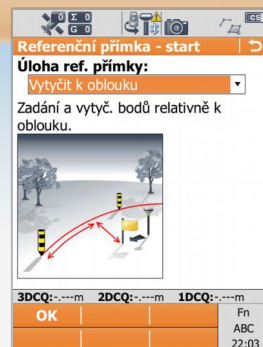 Σ 0
G 0
CS
Referenční přímka - start
Úloha ref. přímky:
Vytyčit k oblouku
Zadání a vytyč. bodů relativně k
oblouku.
3DCQ:-.---m 2DCQ:-.---m 1DCQ:-.---m
OK
Fn
ABC
22:03